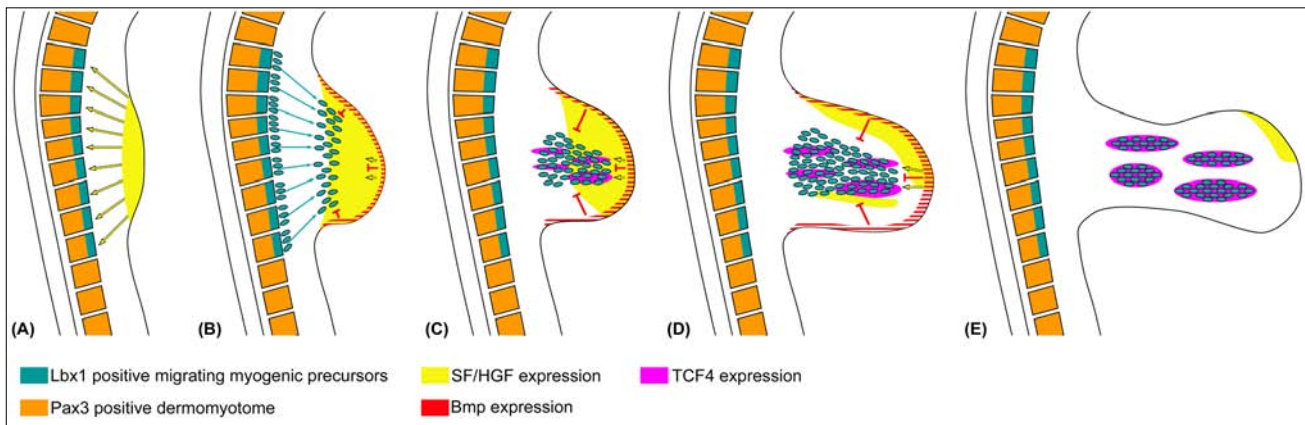 (A)
(B)
(C)
(D)
(E)
Lbx1 positive migrating myogenic precursors
SF/HGF expression
TCF4 expression
Pax3 positive dermomyotome
Bmp expression